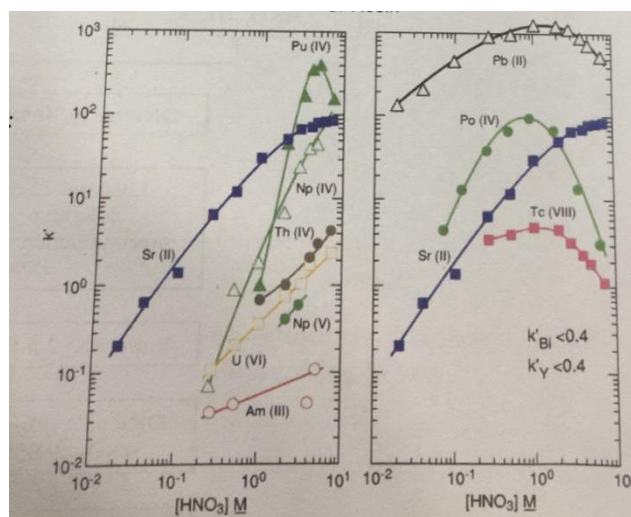 10³
10²
10¹
10⁰
10⁻¹
10⁻²
k'
Pu (IV)
Np (IV)
Th (IV)
Sr (II)
Np (V)
U (VI)
Am (III)
10⁻²
10⁻¹
10⁰
10¹
[HNO₃] M
Pb (II)
Po (IV)
Tc (VIII)
Sr (II)
k'Bi <0.4
k'Y <0.4
10⁻²
10⁻¹
10⁰
10¹
[HNO₃] M